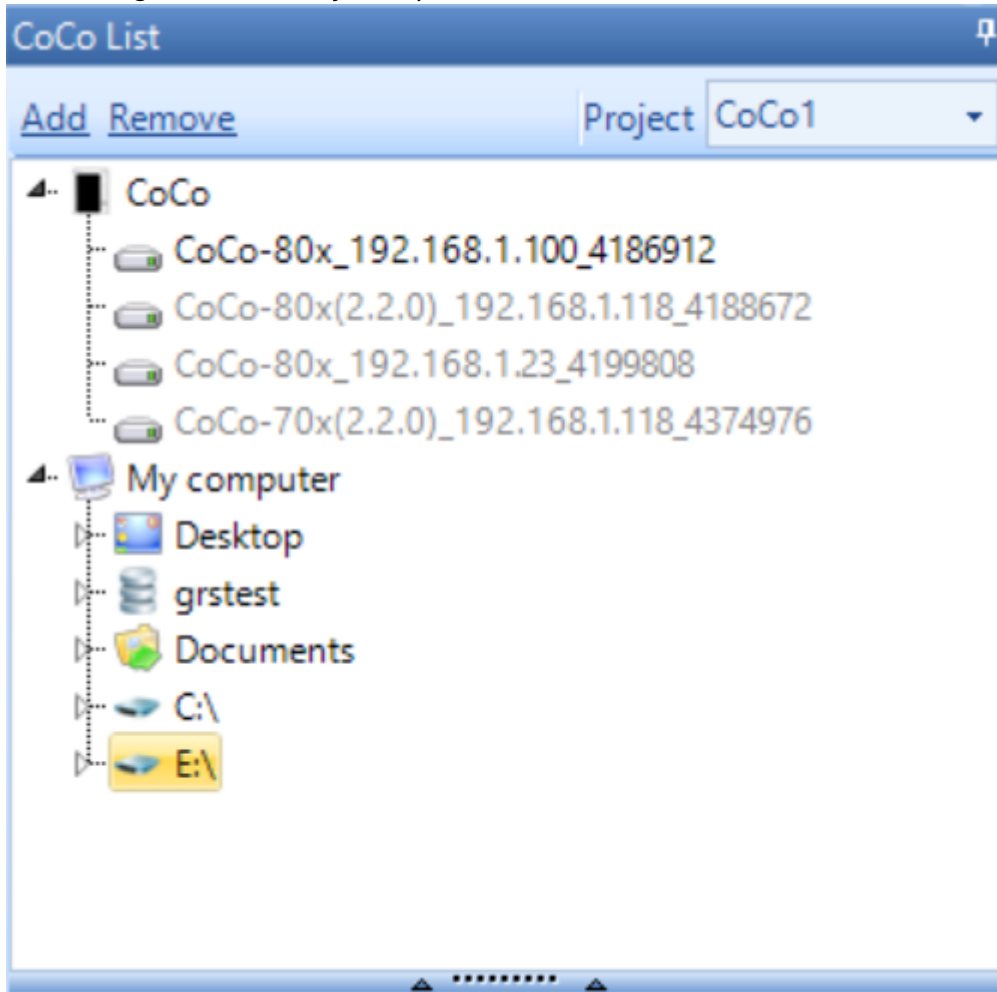 CoCo List
Add Remove Project CoCo1
CoCo
CoCo-80x_192.168.1.100_4186912
CoCo-80x(2.2.0)_192.168.1.118_4188672
CoCo-80x_192.168.1.23_4199808
CoCo-70x(2.2.0)_192.168.1.118_4374976
My computer
Desktop
grstest
Documents
C:\
E:\